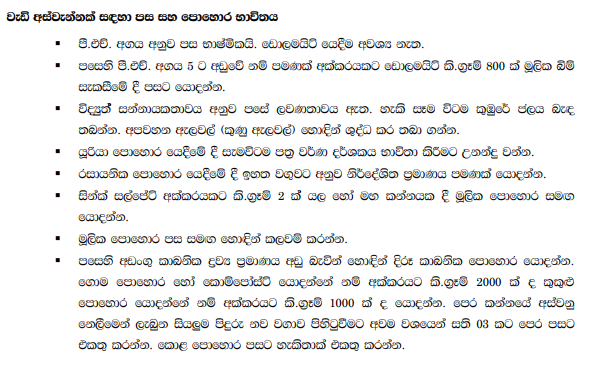 වැඩි අස්වැන්නක් සඳහා පස සහ පොහොර භාවිතය
▪ පී.එච්. අගය අනුව පස භාෂ්මිකයි. ඩොලමයිට් යෙදීම අවශ්‍ය නැත.
▪ පසෙහි පී.එච්. අගය 5 ට අඩුවේ නම් පමණක් අක්කරයකට ඩොලමයිට් කි.ග්‍රෑම් 800 ක් මූලික බිම්
සැකසීමේ දී පසට යොදන්න.
▪ විද්‍යුත් සන්නායකතාවය අනුව පසේ ලවණතාවය ඇත. හැකි සෑම විටම කුඹුරේ ජලය බැඳ
තබන්න. අපවහන ඇලවල් (කුණු ඇලවල්) හොඳින් ශුද්ධ කර තබා ගන්න.
▪ යූරියා පොහොර යෙදීමේ දී සැමවිටම පත්‍ර වර්ණ දර්ශකය භාවිතා කිරීමට උනන්දු වන්න.
▪ රසායනික පොහොර යෙදීමේ දී ඉහත වගුවට අනුව නිර්දේශිත ප්‍රමාණය පමණක් යොදන්න.
▪ සින්ක් සල්පේට් අක්කරයකට කි.ග්‍රෑම් 2 ක් යල හෝ මහ කන්නයක දී මූලික පොහොර සමඟ
යොදන්න.
▪ මූලික පොහොර පස සමඟ හොඳින් කලවම් කරන්න.
▪ පසෙහි අඩංගු කාබනික ද්‍රව්‍ය ප්‍රමාණය අඩු බැවින් හොඳින් දිරූ කාබනික පොහොර යොදන්න.
ගොම පොහොර හෝ කොම්පෝස්ට් යොදන්නේ නම් අක්කරයට කි.ග්‍රෑම් 2000 ක් ද කුකුළු
පොහොර යොදන්නේ නම් අක්කරයට කි.ග්‍රෑම් 1000 ක් ද යොදන්න. පෙර කන්නයේ අස්වනු
නෙලීමෙන් ලැබුන සියලුම පිදුරු නව වගාව පිහිටුවීමට අවම වශයෙන් සති 03 කට පෙර පසට
එකතු කරන්න. කොළ පොහොර පසට හැකිතාක් එකතු කරන්න.